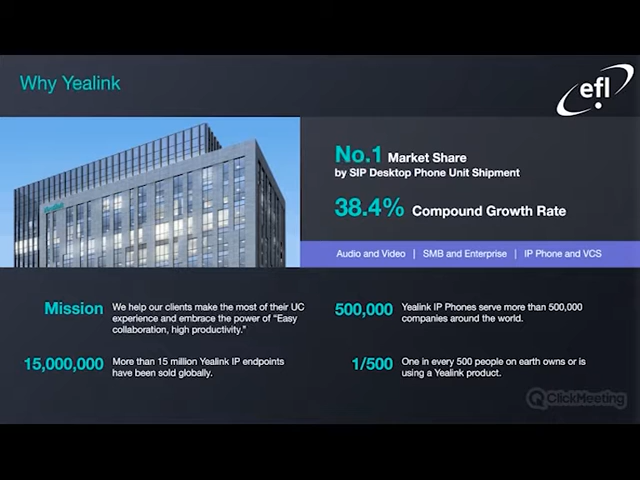 Why Yealink
efl
No.1 Market Share
by SIP Desktop Phone Unit Shipment
38.4% Compound Growth Rate
Audio and Video | SMB and Enterprise | IP Phone and VCS
Mission
We help our clients make the most of their UC
experience and embrace the power of “Easy
collaboration, high productivity.”
500,000
Yealink IP Phones serve more than 500,000
companies around the world.
15,000,000
More than 15 million Yealink IP endpoints
have been sold globally.
1/500
One in every 500 people on earth owns or is
using a Yealink product.
ClickMeeting